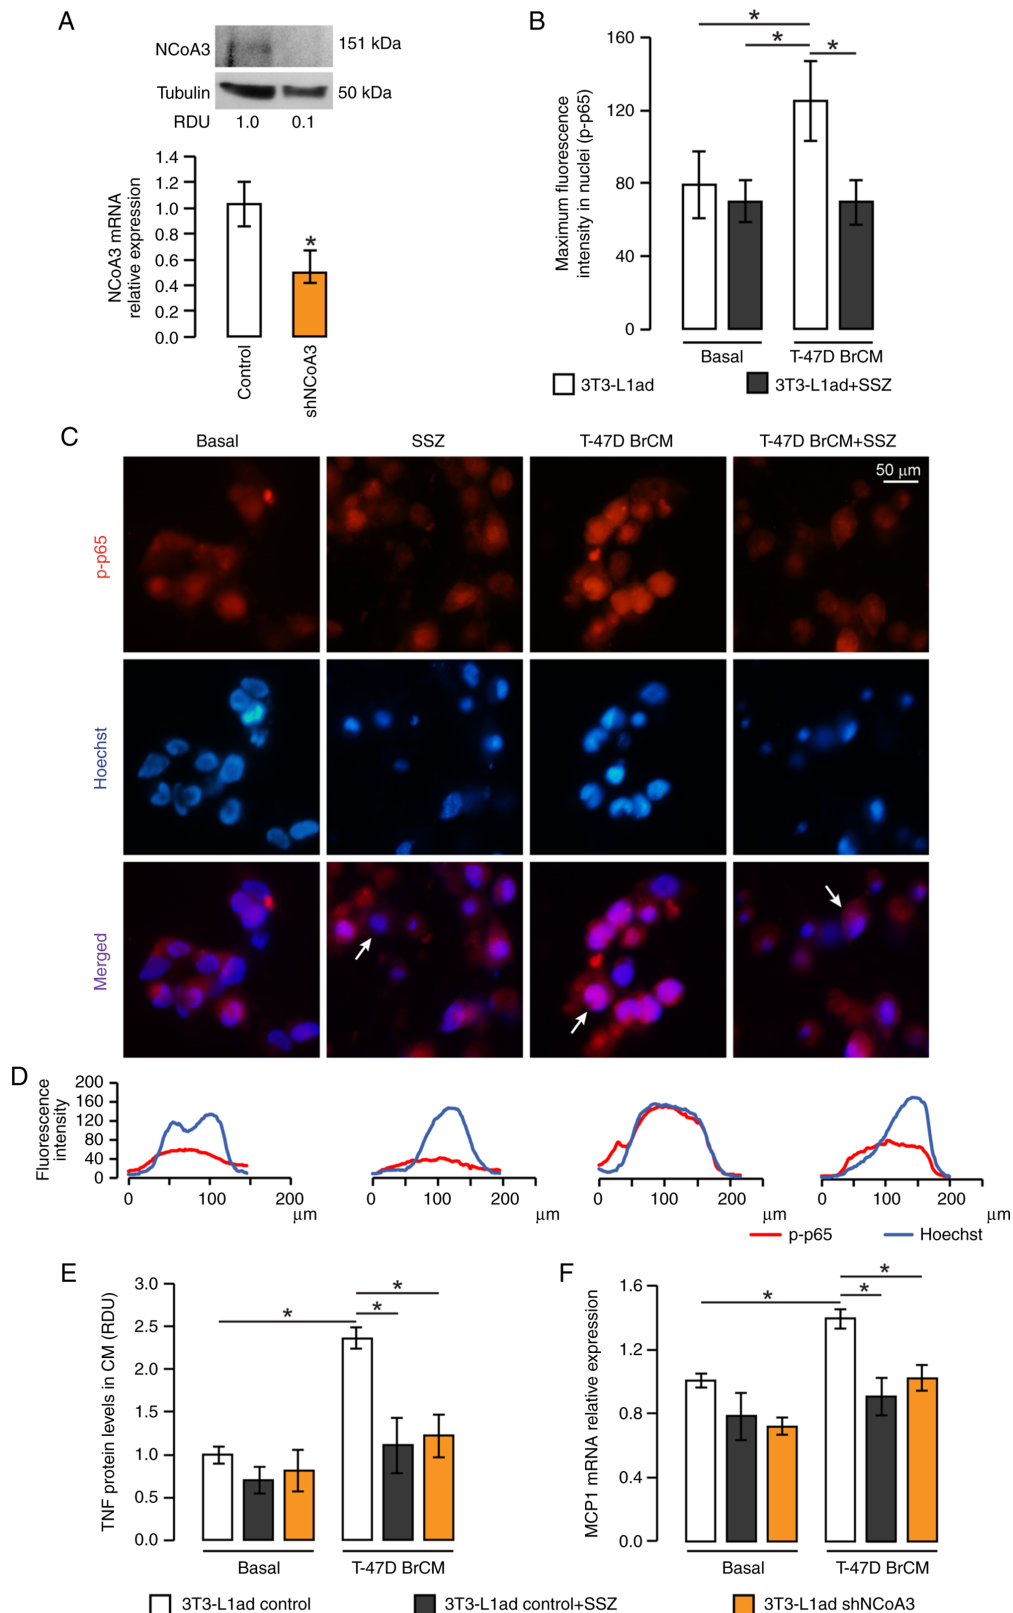 A
NCoA3 151 kDa
Tubulin 50 kDa
RDU 1.0 0.1
NCoA3 mRNA
relative expression
1.4
1.2
1.0
0.8
0.6
0.4
0.2
0.0
*
Control
shNCoA3
B
Maximum fluorescence
intensity in nuclei (p-p65)
160
120
80
40
0
*
* *
Basal T-47D BrCM
3T3-L1ad 3T3-L1ad+SSZ
C
Basal SSZ T-47D BrCM T-47D BrCM+SSZ
50 μm
p-p65
Hoechst
Merged
D
Fluorescence
intensity
200
160
120
80
40
0
0 100 200 0 100 200 0 100 200 0 100 200
μm μm μm μm
p-p65 Hoechst
E
TNF protein levels in CM (RDU)
3.0
2.5
2.0
1.5
1.0
0.5
0.0
*
*
*
Basal T-47D BrCM
F
MCP1 mRNA relative expression
1.6
1.2
0.8
0.4
0.0
*
*
*
Basal T-47D BrCM
3T3-L1ad control 3T3-L1ad control+SSZ 3T3-L1ad shNCoA3